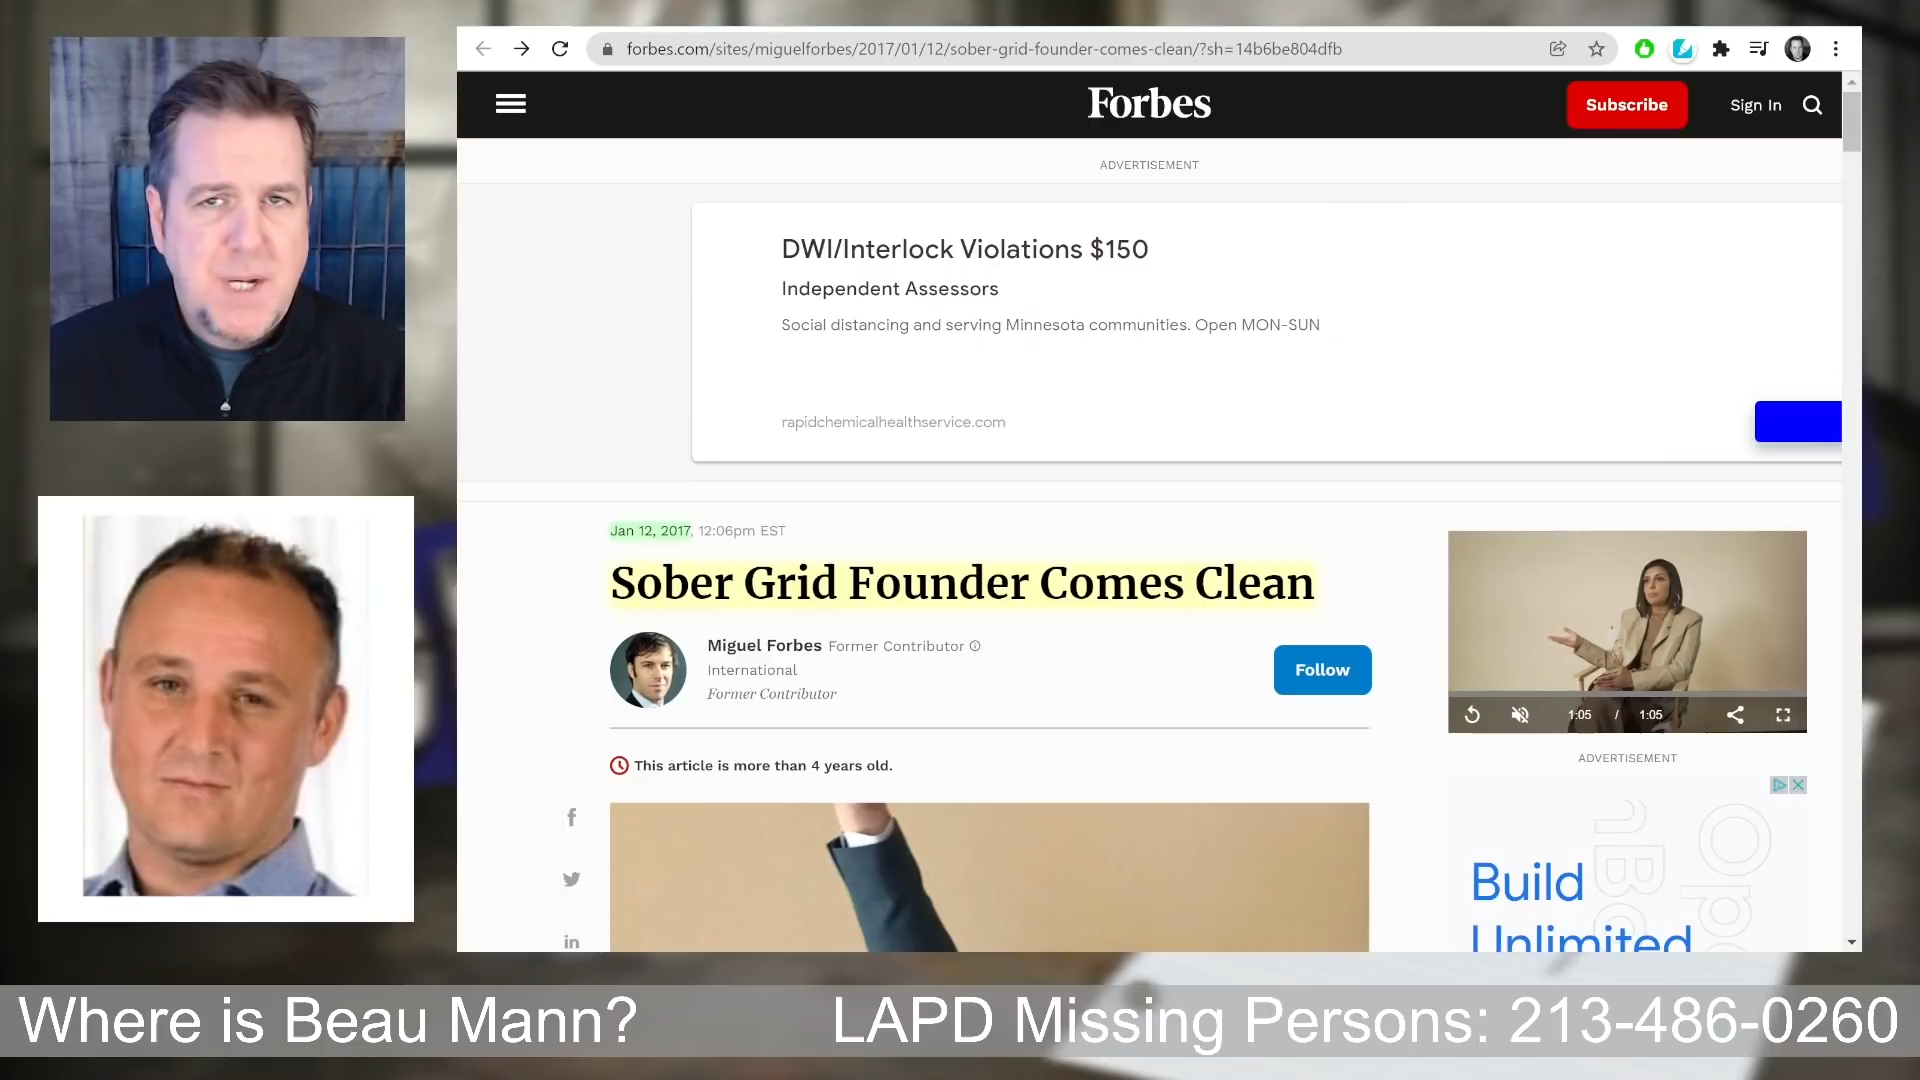 forbes.com/sites/miguelforbes/2017/01/12/sober-grid-founder-comes-clean/?sh=14b6be804dfb
Forbes
Subscribe
Sign In
ADVERTISEMENT
DWI/Interlock Violations $150
Independent Assessors
Social distancing and serving Minnesota communities. Open MON-SUN
rapidchemicalhealthservice.com
Jan 12, 2017, 12:06pm EST
Sober Grid Founder Comes Clean
Miguel Forbes Former Contributor
International
Former Contributor
Follow
1:05 / 1:05
This article is more than 4 years old.
ADVERTISEMENT
Build
Unlimited
Where is Beau Mann?
LAPD Missing Persons: 213-486-0260